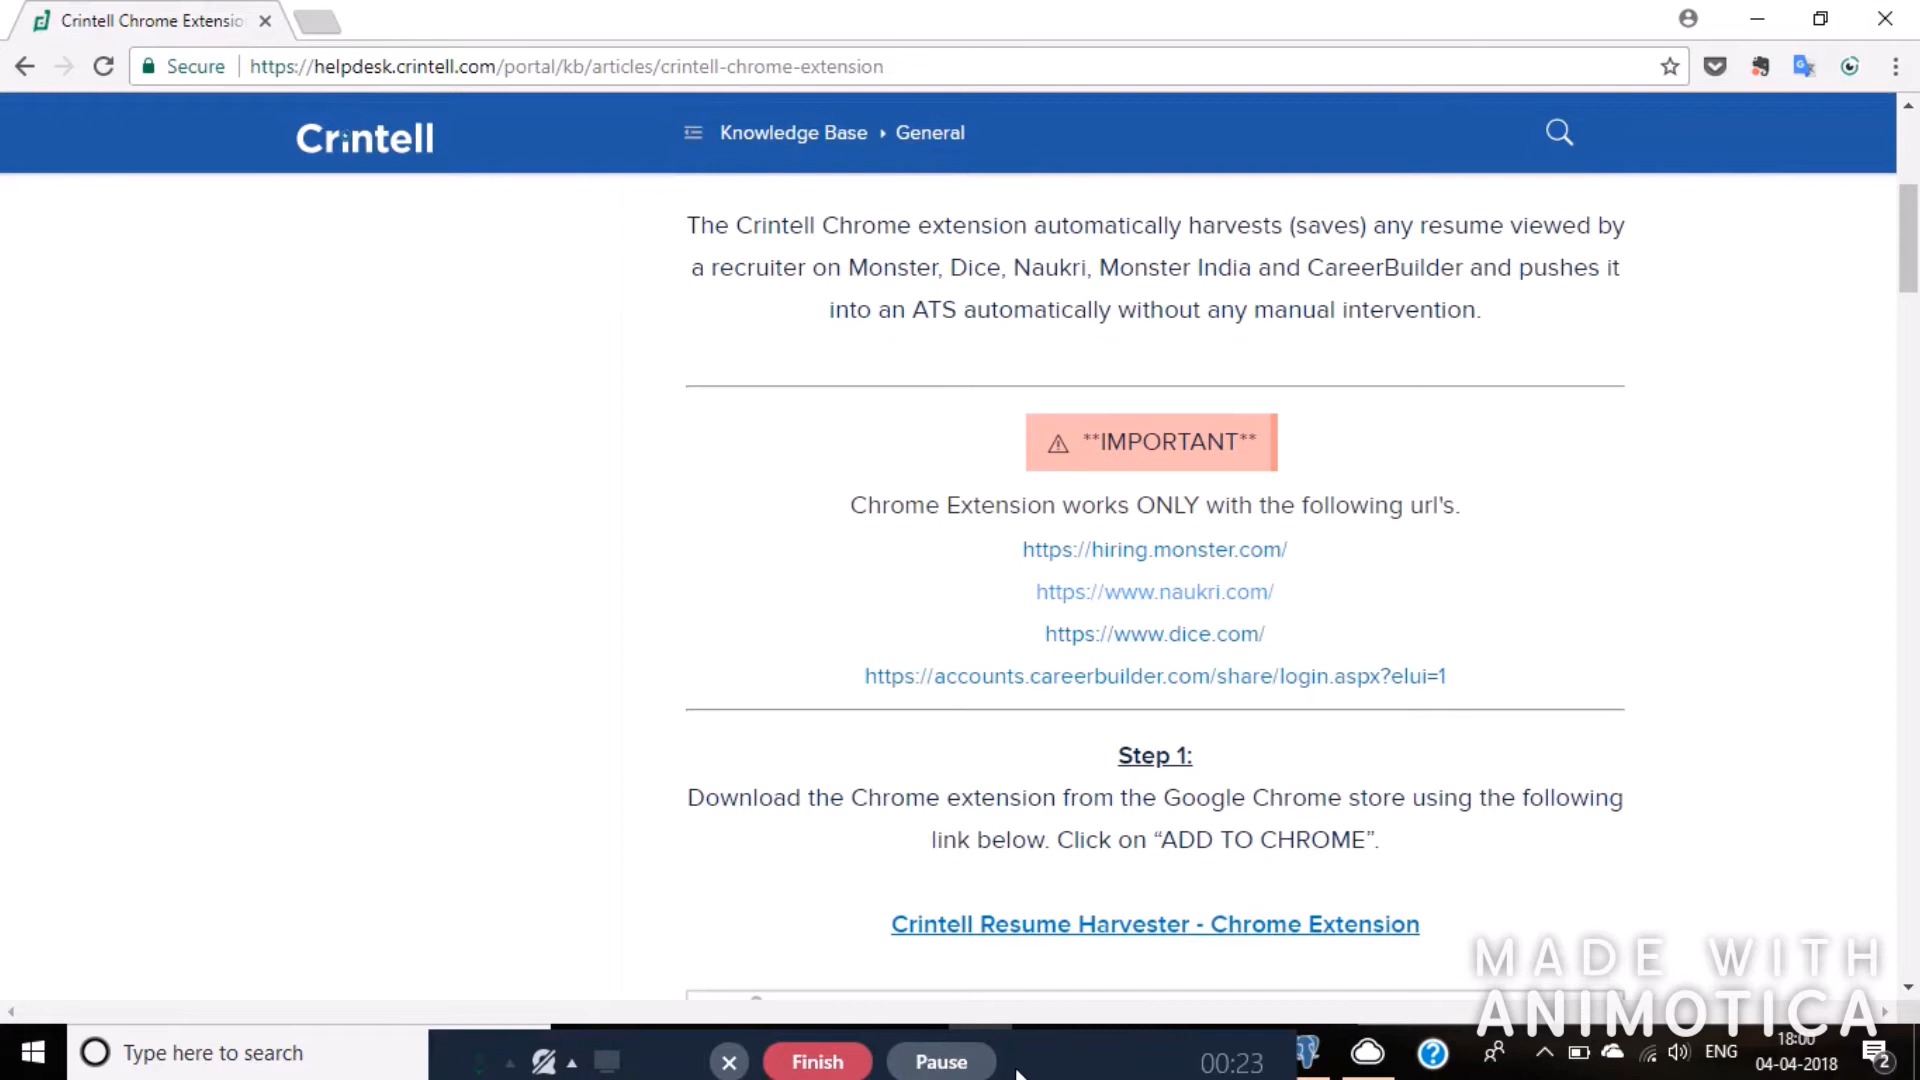 Crintell Chrome Extensio
Secure
https://helpdesk.crintell.com/portal/kb/articles/crintell-chrome-extension
Crintell
Knowledge Base
General
The Crintell Chrome extension automatically harvests (saves) any resume viewed by
a recruiter on Monster, Dice, Naukri, Monster India and CareerBuilder and pushes it
into an ATS automatically without any manual intervention.
**IMPORTANT**
Chrome Extension works ONLY with the following url's.
https://hiring.monster.com/
https://www.naukri.com/
https://www.dice.com/
https://accounts.careerbuilder.com/share/login.aspx?elui=1
Step 1:
Download the Chrome extension from the Google Chrome store using the following
link below. Click on “ADD TO CHROME”.
Crintell Resume Harvester - Chrome Extension
MADE WITH
ANIMOTICA
Type here to search
Finish
Pause
00:23
ENG
18:00
04-04-2018
2